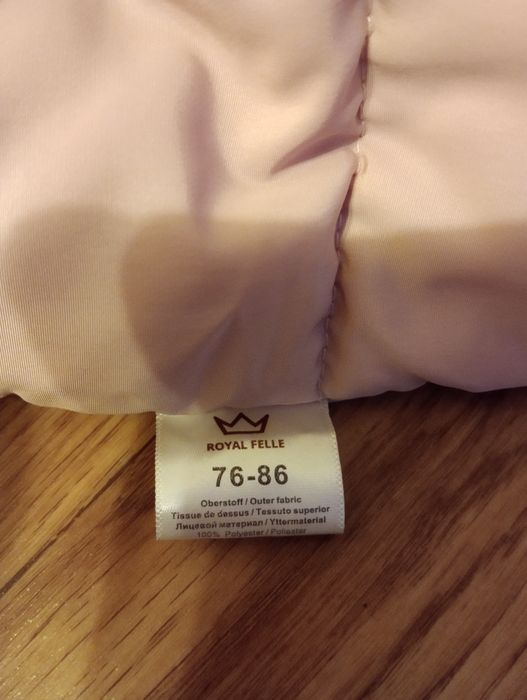 ROYAL FELLE
76-86
Oberstoff / Outer fabric
Tissue de dessus / Tessuto superior
Лицевой материал / Yttermaterial
100% Polyester / Poliester